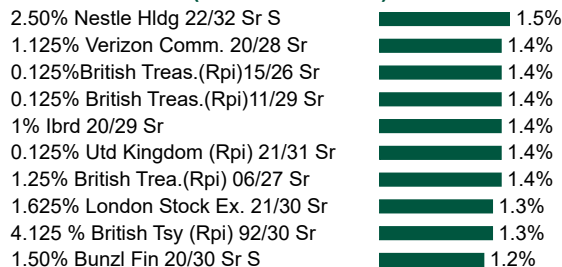 2.50% Nestle Hldg 22/32 Sr S 1.5%
1.125% Verizon Comm. 20/28 Sr 1.4%
0.125%British Treas.(Rpi)15/26 Sr 1.4%
0.125% British Treas.(Rpi)11/29 Sr 1.4%
1% Ibrd 20/29 Sr 1.4%
0.125% Utd Kingdom (Rpi) 21/31 Sr 1.4%
1.25% British Trea.(Rpi) 06/27 Sr 1.4%
1.625% London Stock Ex. 21/30 Sr 1.3%
4.125 % British Tsy (Rpi) 92/30 Sr 1.3%
1.50% Bunzl Fin 20/30 Sr S 1.2%